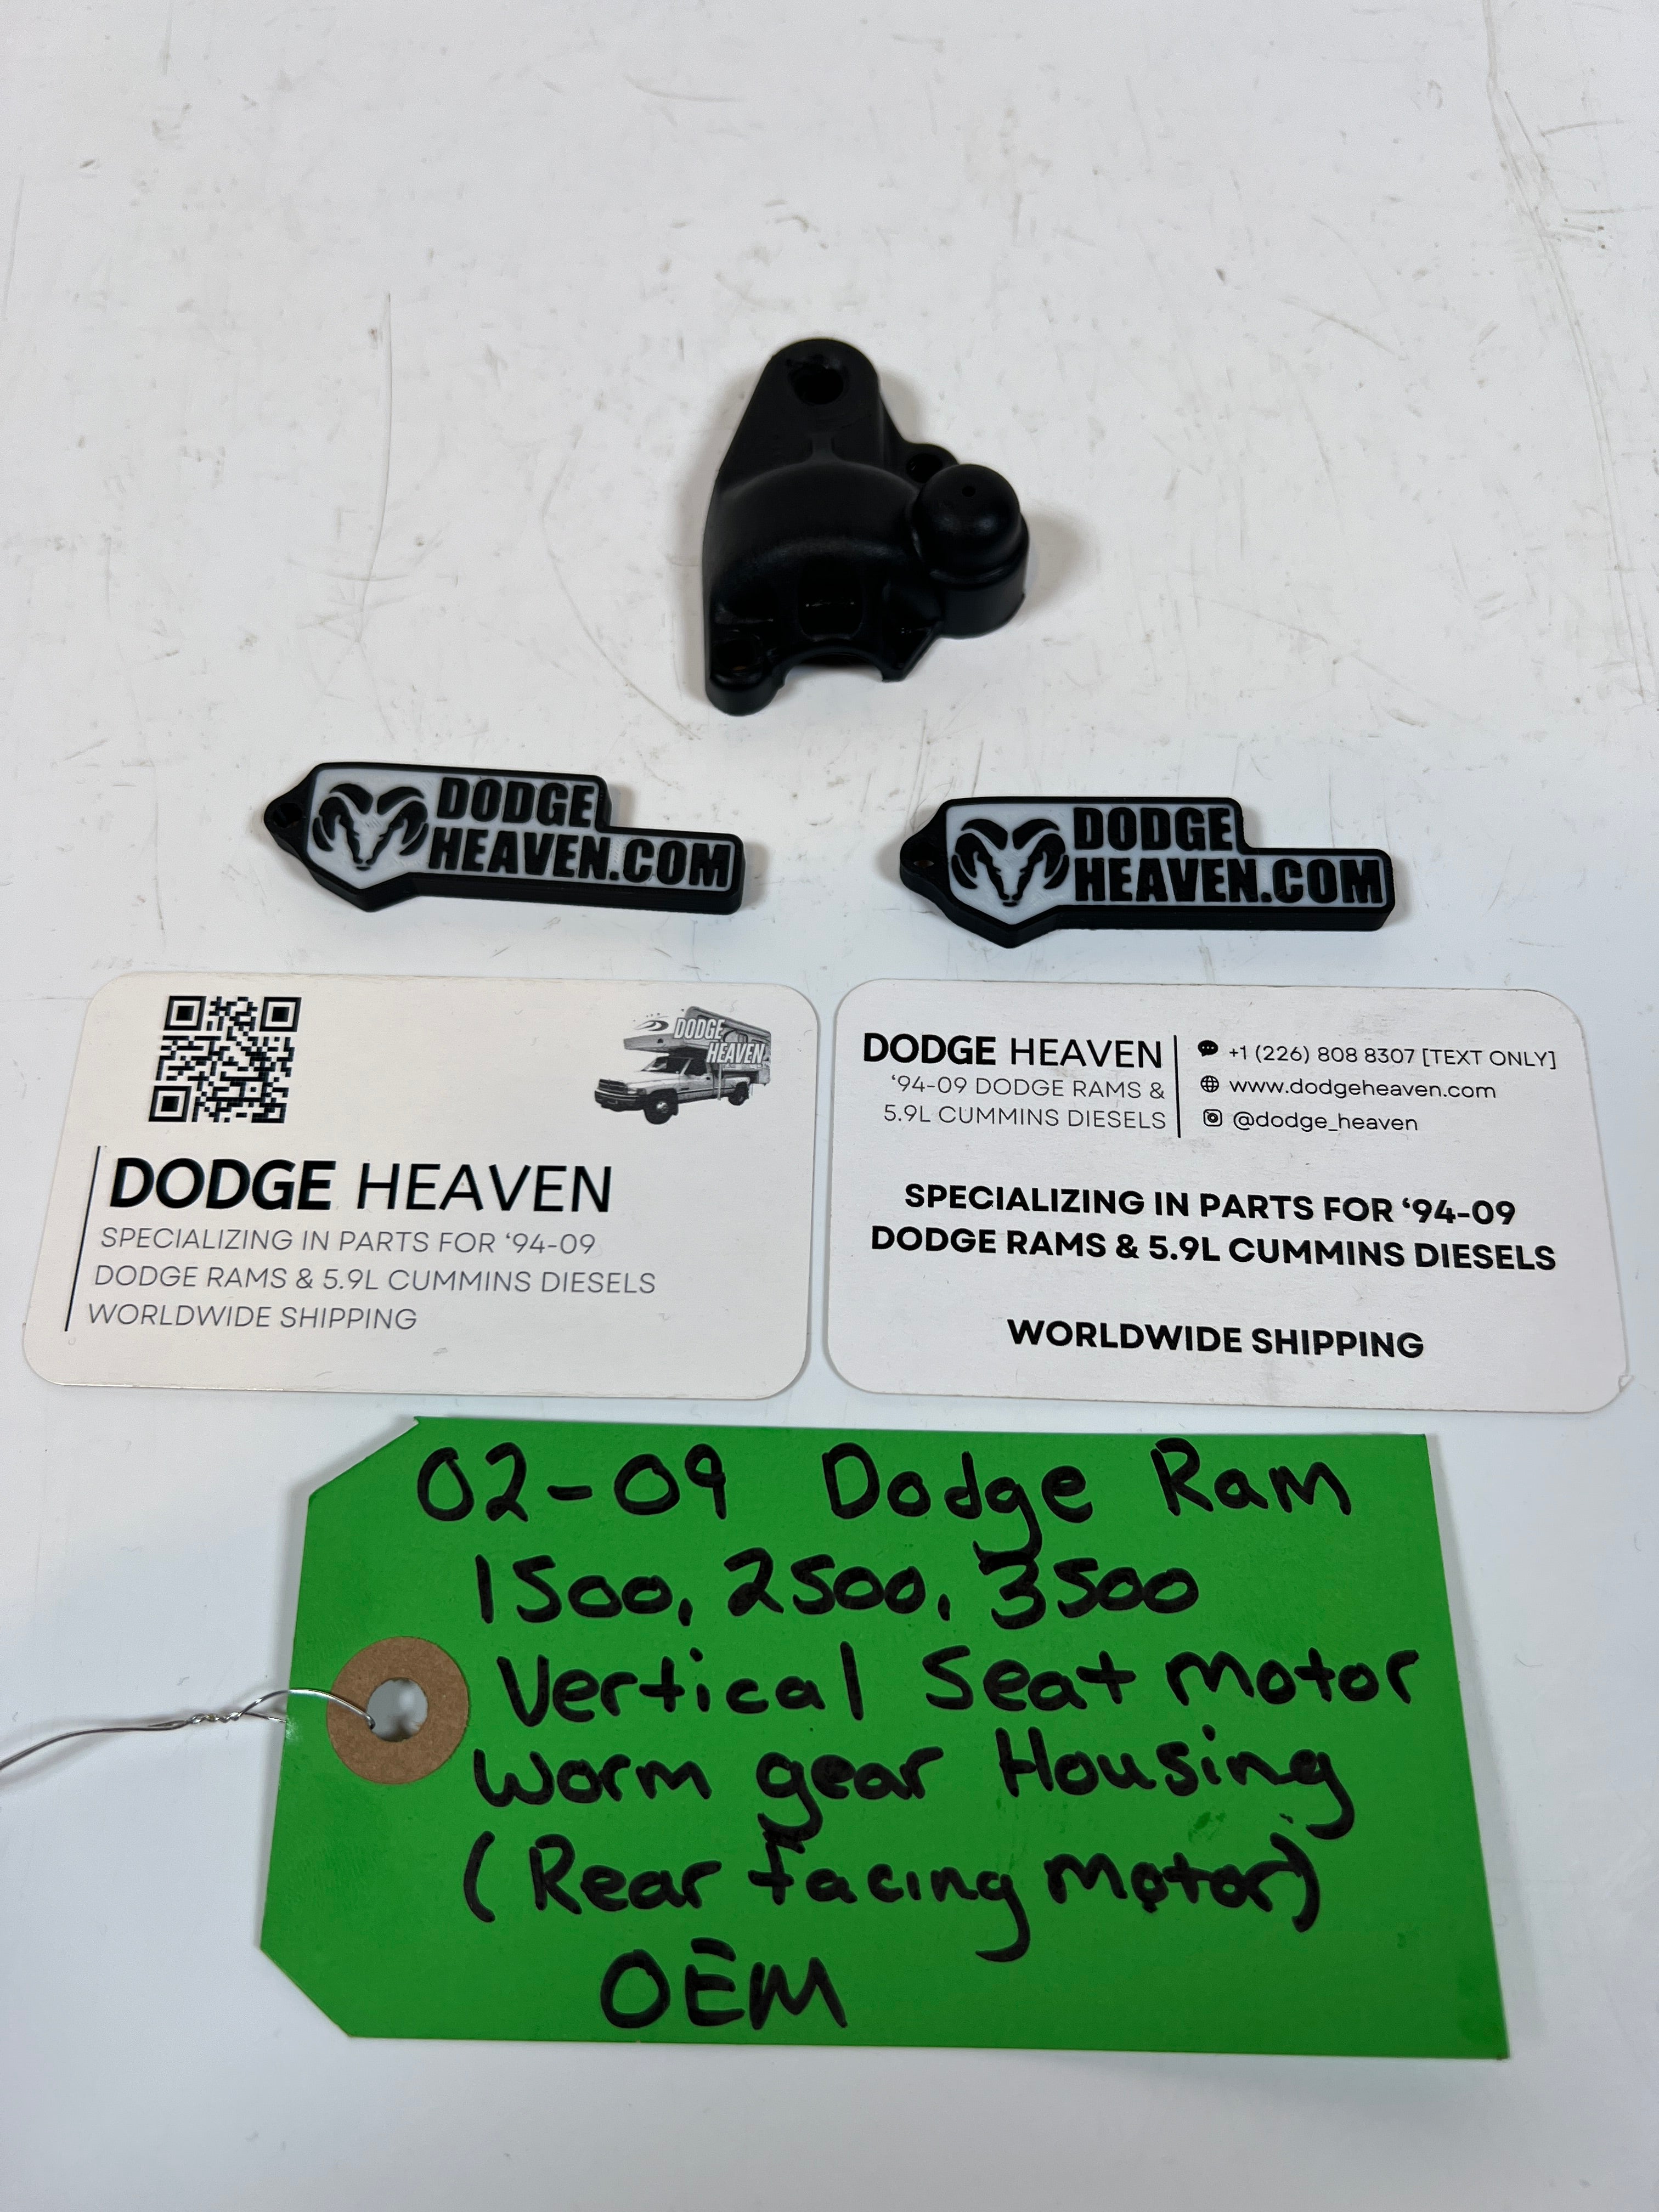 DODGE
HEAVEN.COM
DODGE
HEAVEN.COM
DODGE
HEAVEN
DODGE HEAVEN
SPECIALIZING IN PARTS FOR ‘94-09
DODGE RAMS & 5.9L CUMMINS DIESELS
WORLDWIDE SHIPPING
DODGE HEAVEN
‘94-09 DODGE RAMS &
5.9L CUMMINS DIESELS
+1 (226) 808 8307 [TEXT ONLY]
www.dodgeheaven.com
@dodge_heaven
SPECIALIZING IN PARTS FOR ‘94-09
DODGE RAMS & 5.9L CUMMINS DIESELS
WORLDWIDE SHIPPING
02-09 Dodge Ram
1500, 2500, 3500
Vertical Seat Motor
Worm gear Housing
(Rear facing Motor)
OEM